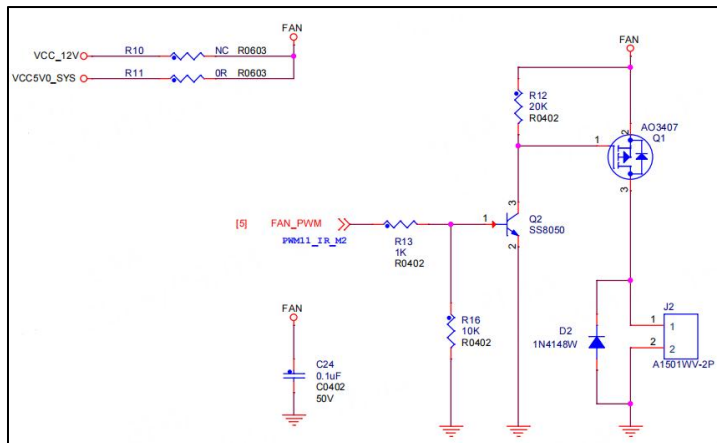 FAN
VCC_12V R10 NC R0603
VCC5V0_SYS R11 0R R0603
FAN
R12
20K
R0402
AO3407
Q1
1
2
3
[5] FAN_PWM
PWM11_IR_M2
R13
1K
R0402
1
3
2
Q2
SS8050
R16
10K
R0402
FAN
C24
0.1uF
C0402
50V
D2
1N4148W
J2
1 1
2 2
A1501WV-2P